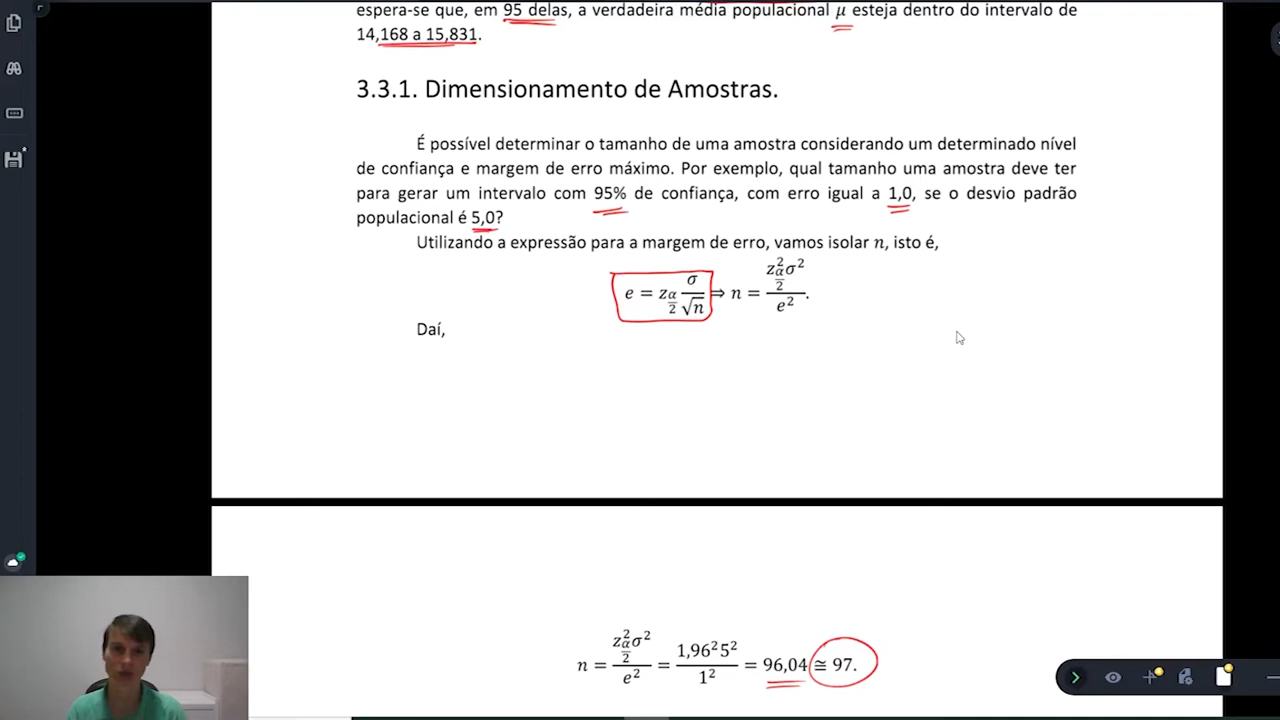 espera-se que, em 95 delas, a verdadeira média populacional μ esteja dentro do intervalo de
14,168 a 15,831.
3.3.1. Dimensionamento de Amostras.
É possível determinar o tamanho de uma amostra considerando um determinado nível
de confiança e margem de erro máximo. Por exemplo, qual tamanho uma amostra deve ter
para gerar um intervalo com 95% de confiança, com erro igual a 1,0, se o desvio padrão
populacional é 5,0?
Utilizando a expressão para a margem de erro, vamos isolar n, isto é,
e = z_{α/2} σ/√n ⇒ n = z²_{α/2}σ²/e².
Daí,
n = z²_{α/2}σ²/e² = 1,96²5²/1² = 96,04 ≅ 97.